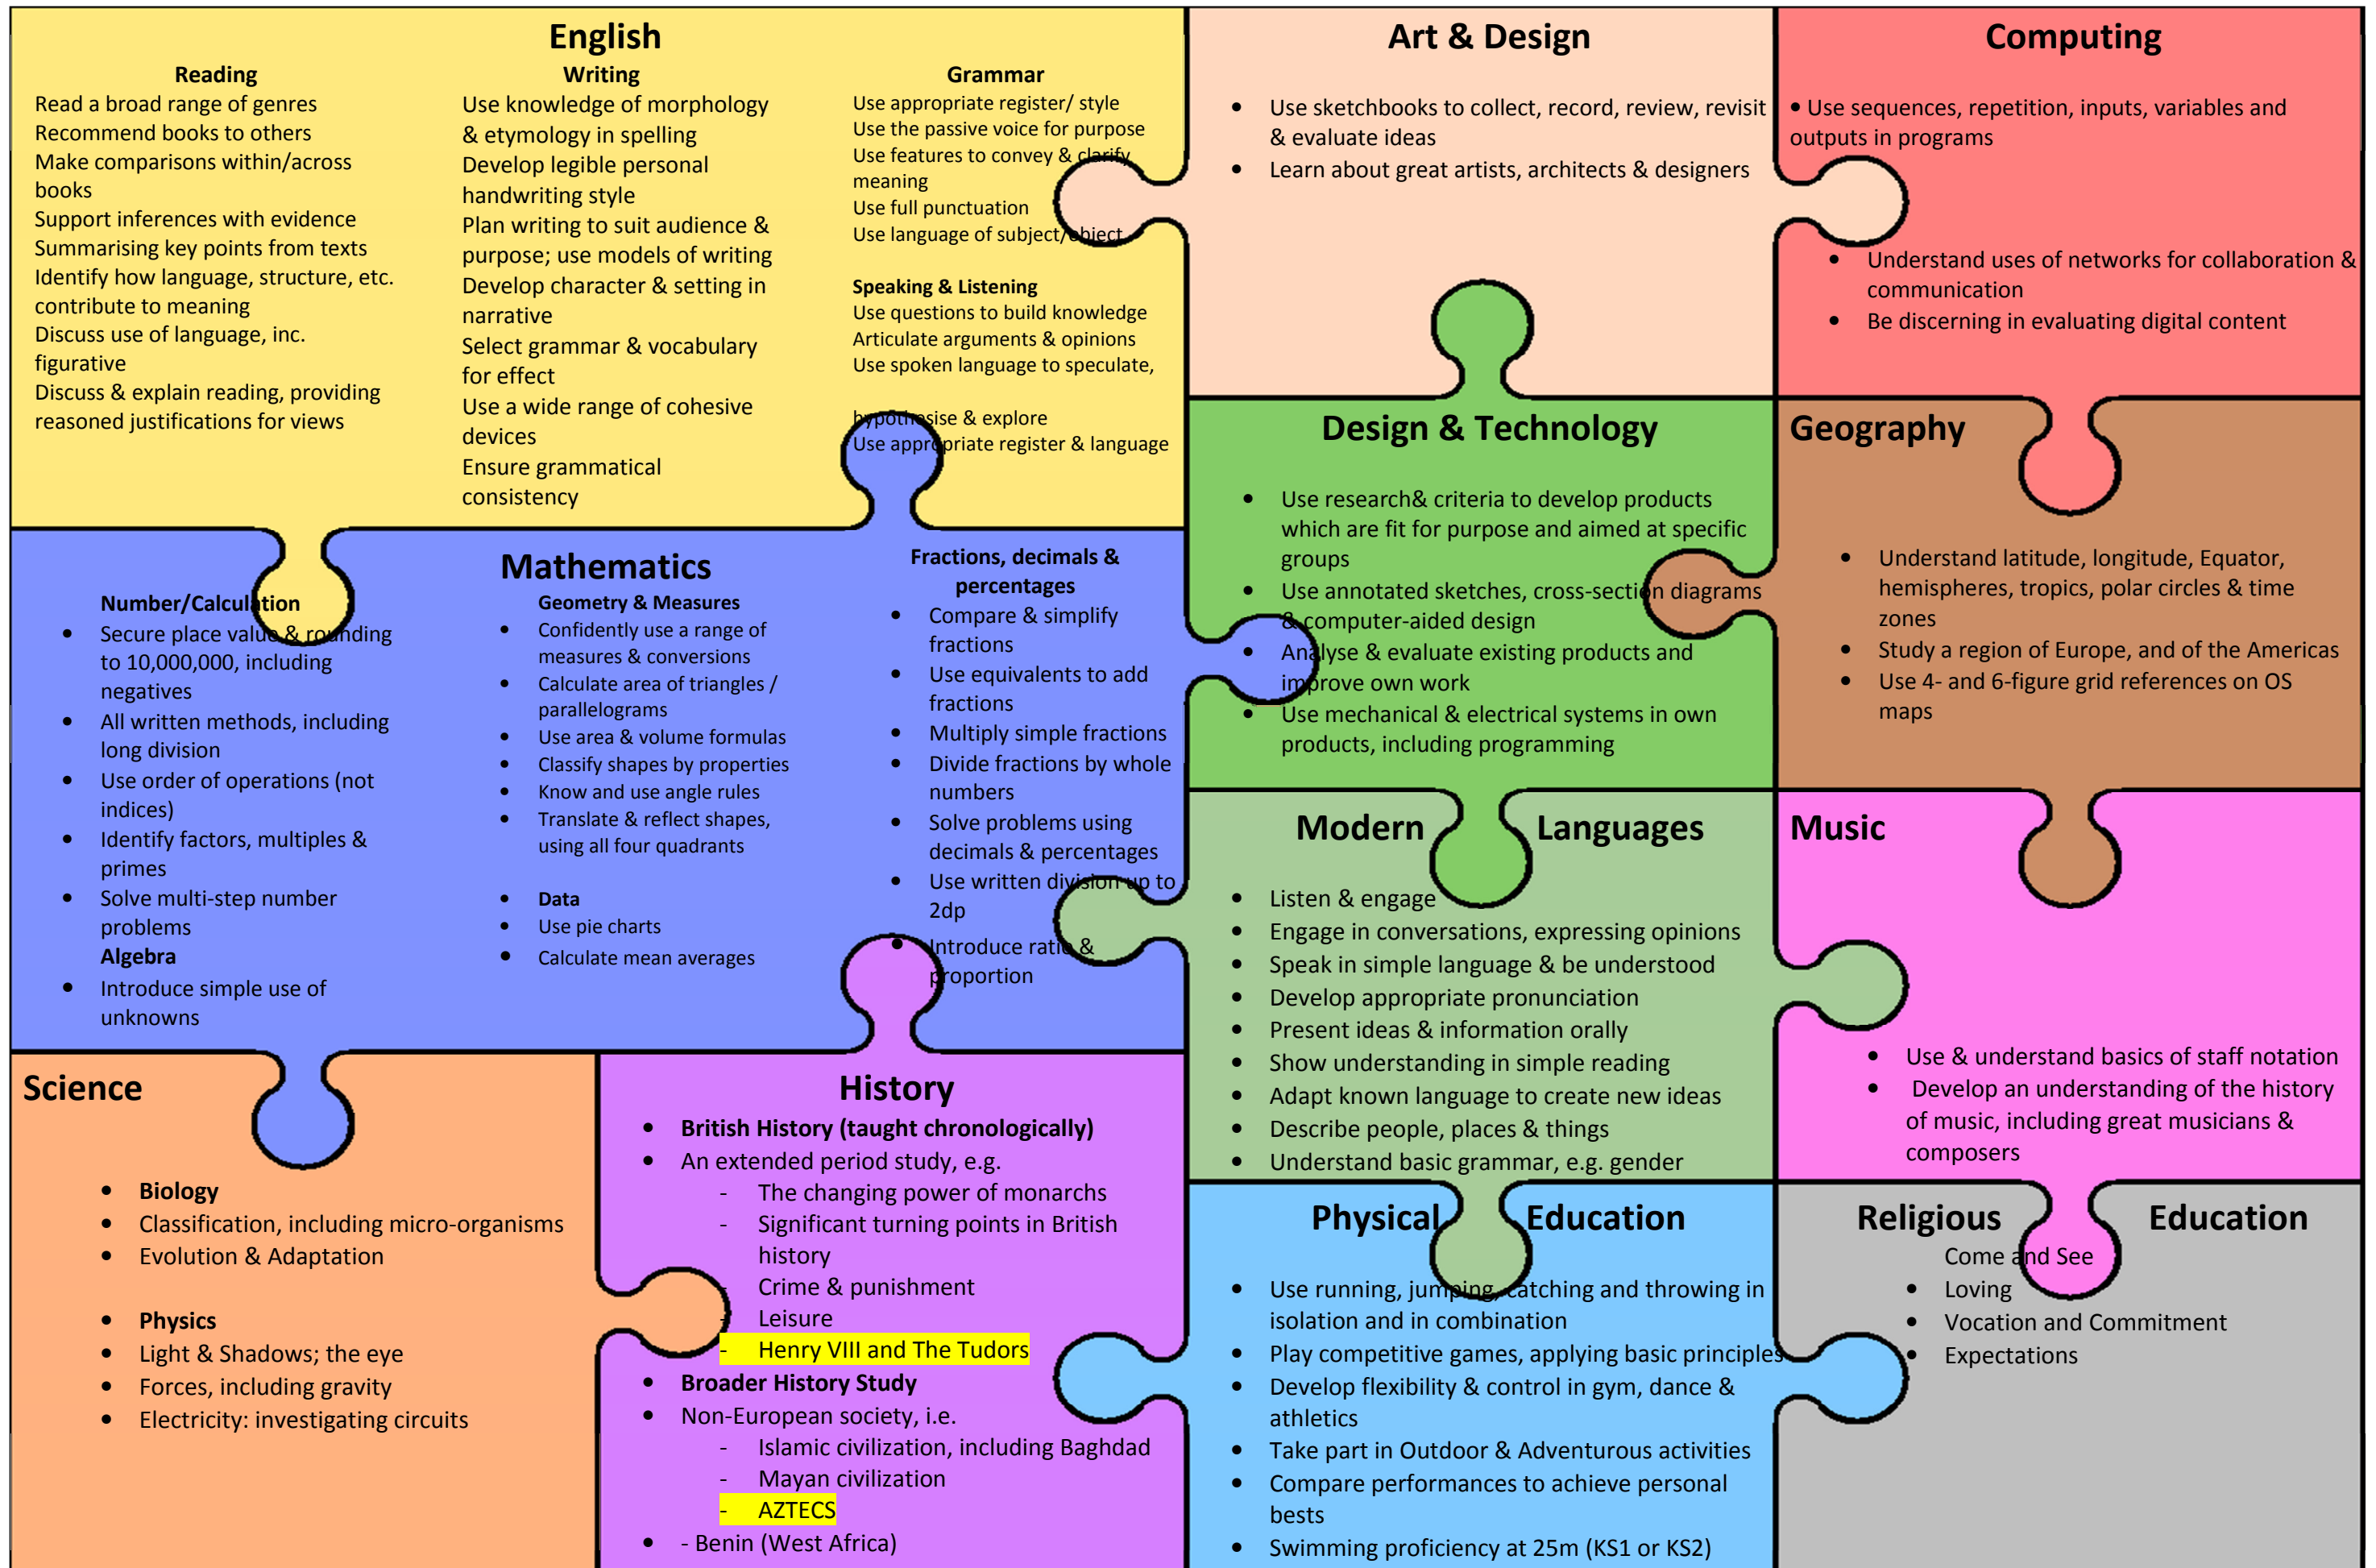 English
Reading
Read a broad range of genres
Recommend books to others
Make comparisons within/across
books
Support inferences with evidence
Summarising key points from texts
Identify how language, structure, etc.
contribute to meaning
Discuss use of language, inc.
figurative
Discuss & explain reading, providing
reasoned justifications for views
Writing
Use knowledge of morphology
& etymology in spelling
Develop legible personal
handwriting style
Plan writing to suit audience &
purpose; use models of writing
Develop character & setting in
narrative
Select grammar & vocabulary
for effect
Use a wide range of cohesive
devices
Ensure grammatical
consistency
Grammar
Use appropriate register/ style
Use the passive voice for purpose
Use features to convey & clarify
meaning
Use full punctuation
Use language of subject/object
Speaking & Listening
Use questions to build knowledge
Articulate arguments & opinions
Use spoken language to speculate,
hypothesise & explore
Use appropriate register & language
Art & Design
• Use sketchbooks to collect, record, review, revisit
& evaluate ideas
• Learn about great artists, architects & designers
Computing
• Use sequences, repetition, inputs, variables and
outputs in programs
• Understand uses of networks for collaboration &
communication
• Be discerning in evaluating digital content
Mathematics
Number/Calculation
• Secure place value & rounding
to 10,000,000, including
negatives
• All written methods, including
long division
• Use order of operations (not
indices)
• Identify factors, multiples &
primes
• Solve multi-step number
problems
Algebra
• Introduce simple use of
unknowns
Geometry & Measures
• Confidently use a range of
measures & conversions
• Calculate area of triangles /
parallelograms
• Use area & volume formulas
• Classify shapes by properties
• Know and use angle rules
• Translate & reflect shapes,
using all four quadrants
• Data
• Use pie charts
• Calculate mean averages
Fractions, decimals &
percentages
• Compare & simplify
fractions
• Use equivalents to add
fractions
• Multiply simple fractions
• Divide fractions by whole
numbers
• Solve problems using
decimals & percentages
• Use written division up to
2dp
• Introduce ratio &
proportion
Design & Technology
• Use research& criteria to develop products
which are fit for purpose and aimed at specific
groups
• Use annotated sketches, cross-section diagrams
& computer-aided design
• Analyse & evaluate existing products and
improve own work
• Use mechanical & electrical systems in own
products, including programming
Geography
• Understand latitude, longitude, Equator,
hemispheres, tropics, polar circles & time
zones
• Study a region of Europe, and of the Americas
• Use 4- and 6-figure grid references on OS
maps
Modern Languages
• Listen & engage
• Engage in conversations, expressing opinions
• Speak in simple language & be understood
• Develop appropriate pronunciation
• Present ideas & information orally
• Show understanding in simple reading
• Adapt known language to create new ideas
• Describe people, places & things
• Understand basic grammar, e.g. gender
Music
• Use & understand basics of staff notation
• Develop an understanding of the history
of music, including great musicians &
composers
Science
• Biology
• Classification, including micro-organisms
• Evolution & Adaptation
• Physics
• Light & Shadows; the eye
• Forces, including gravity
• Electricity: investigating circuits
History
• British History (taught chronologically)
• An extended period study, e.g.
- The changing power of monarchs
- Significant turning points in British
history
- Crime & punishment
- Leisure
- Henry VIII and The Tudors
• Broader History Study
• Non-European society, i.e.
- Islamic civilization, including Baghdad
- Mayan civilization
- AZTECS
• - Benin (West Africa)
Physical Education
• Use running, jumping, catching and throwing in
isolation and in combination
• Play competitive games, applying basic principles
• Develop flexibility & control in gym, dance &
athletics
• Take part in Outdoor & Adventurous activities
• Compare performances to achieve personal
bests
• Swimming proficiency at 25m (KS1 or KS2)
Religious Education
Come and See
• Loving
• Vocation and Commitment
• Expectations